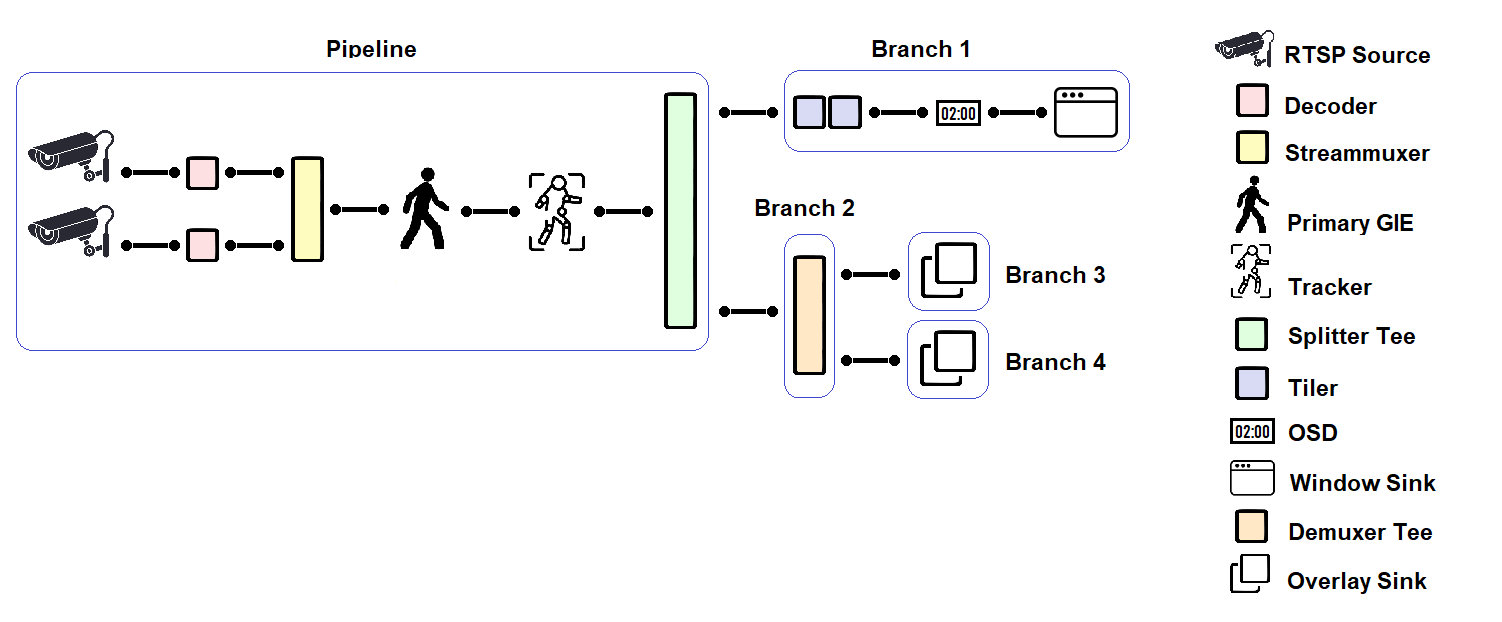 Pipeline
Branch 1
02:00
Branch 2
Branch 3
Branch 4
RTSP Source
Decoder
Streammuxer
Primary GIE
Tracker
Splitter Tee
Tiler
02:00 OSD
Window Sink
Demuxer Tee
Overlay Sink